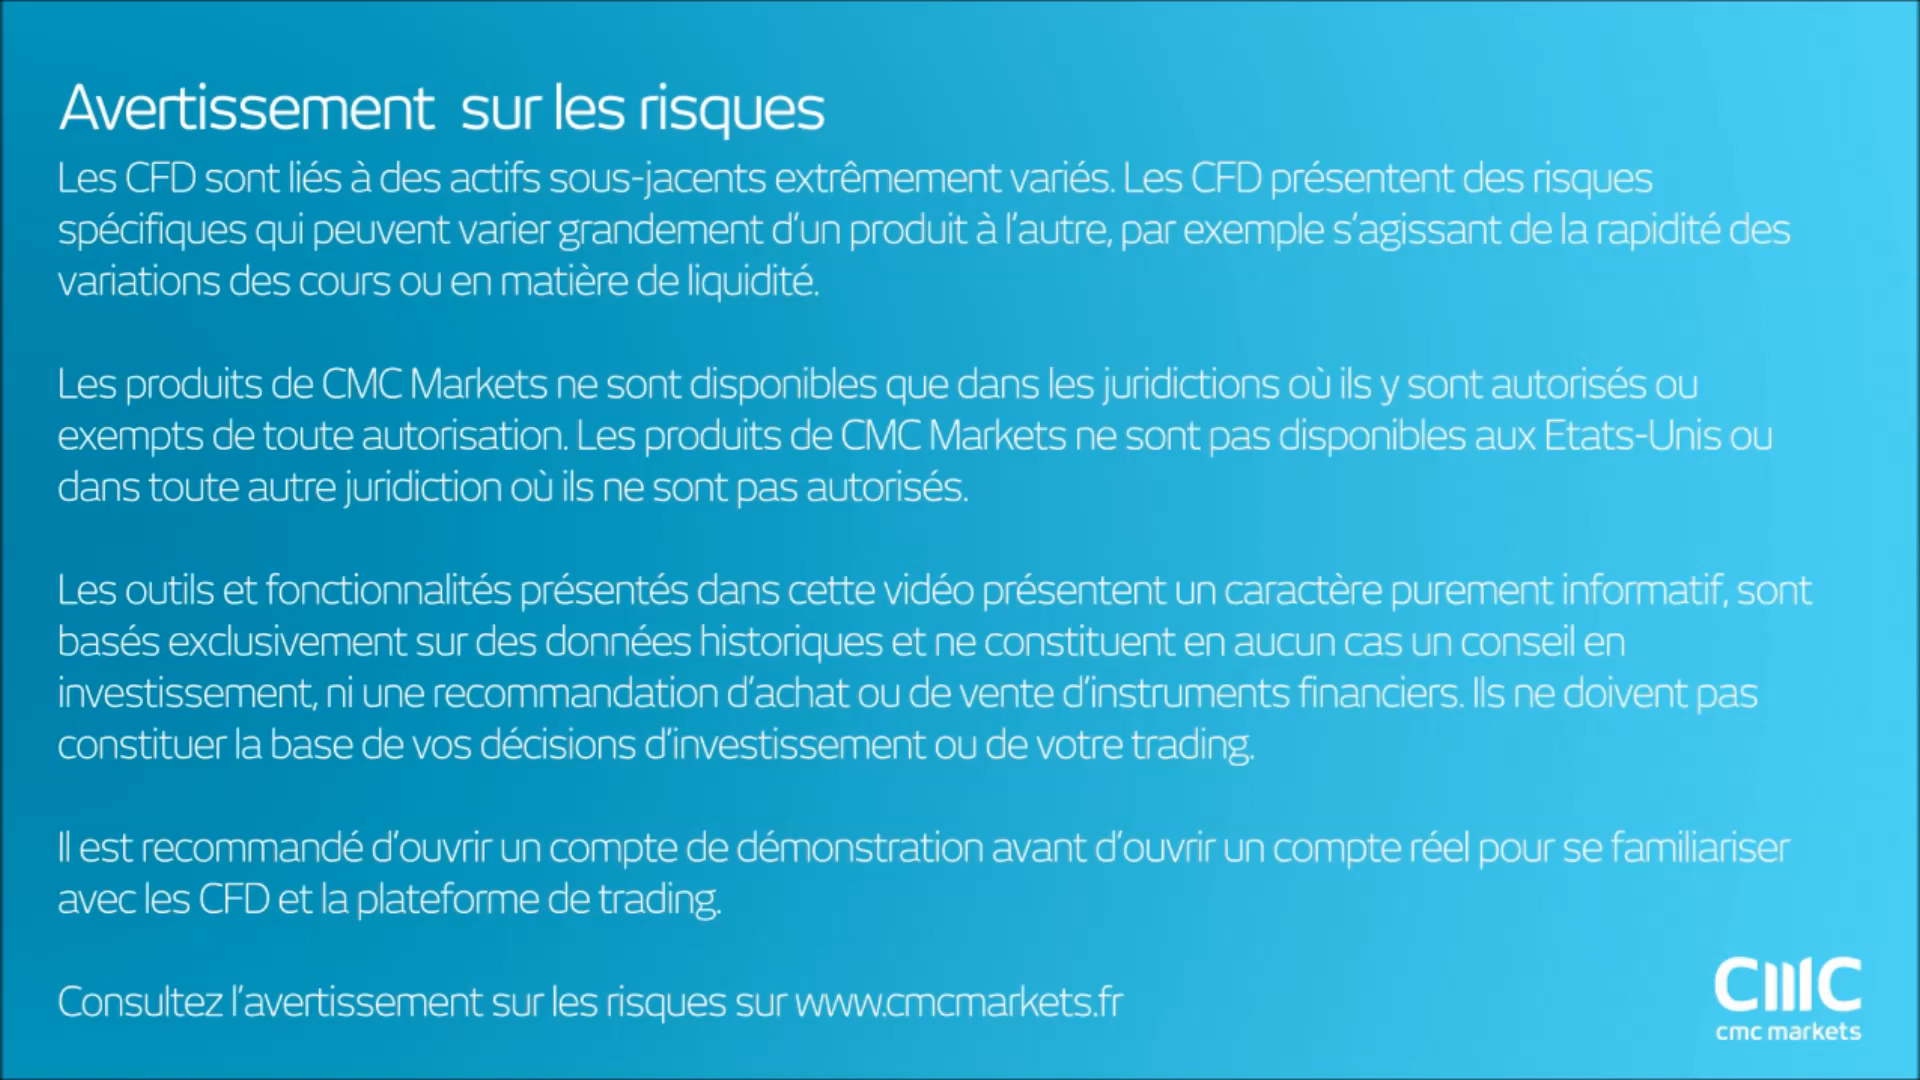 Avertissement sur les risques
Les CFD sont liés à des actifs sous-jacents extrêmement variés. Les CFD présentent des risques
spécifiques qui peuvent varier grandement d'un produit à l'autre, par exemple s'agissant de la rapidité des
variations des cours ou en matière de liquidité.
Les produits de CMC Markets ne sont disponibles que dans les juridictions où ils y sont autorisés ou
exempts de toute autorisation. Les produits de CMC Markets ne sont pas disponibles aux Etats-Unis ou
dans toute autre juridiction où ils ne sont pas autorisés.
Les outils et fonctionnalités présentés dans cette vidéo présentent un caractère purement informatif, sont
basés exclusivement sur des données historiques et ne constituent en aucun cas un conseil en
investissement, ni une recommandation d'achat ou de vente d'instruments financiers. Ils ne doivent pas
constituer la base de vos décisions d'investissement ou de votre trading.
Il est recommandé d'ouvrir un compte de démonstration avant d'ouvrir un compte réel pour se familiariser
avec les CFD et la plateforme de trading.
Consultez l'avertissement sur les risques sur www.cmcmarkets.fr
CMC
cmc markets